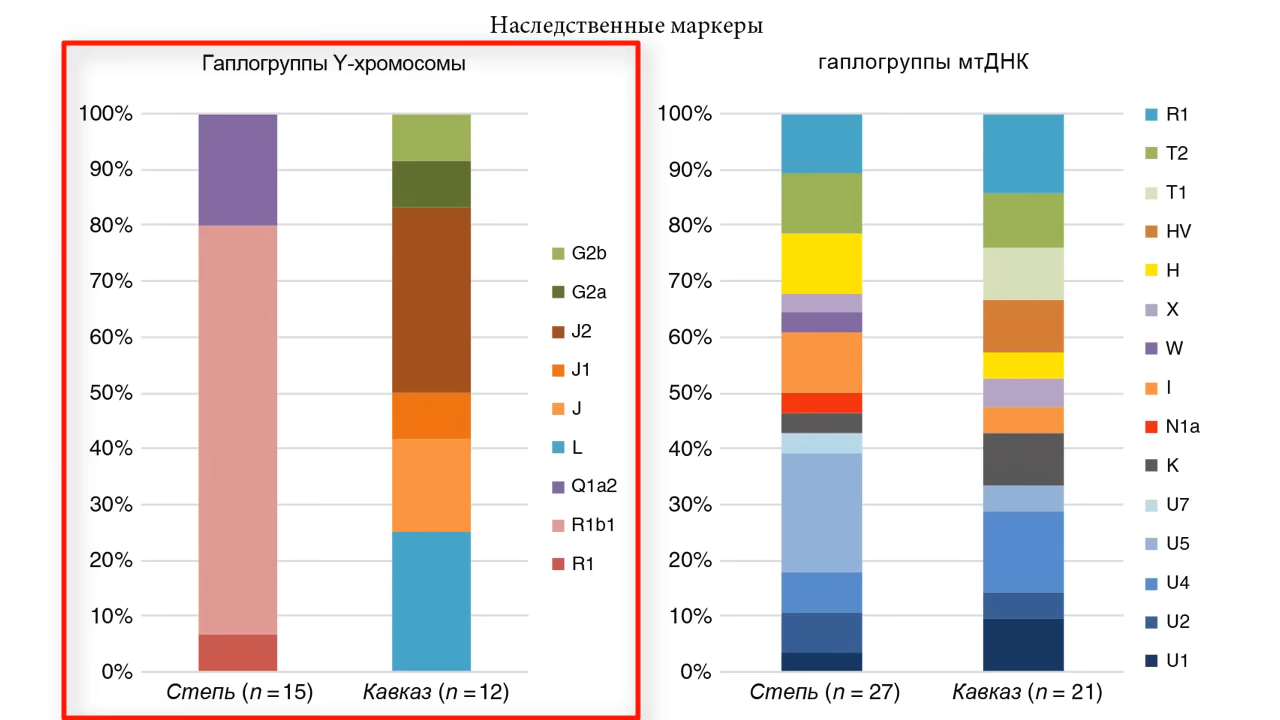 Наследственные маркеры
Гаплогруппы Y-хромосомы
100%
90%
80%
70%
60%
50%
40%
30%
20%
10%
0%
Степь (n = 15)
Кавказ (n = 12)
G2b
G2a
J2
J1
J
L
Q1a2
R1b1
R1
гаплогруппы мтДНК
100%
90%
80%
70%
60%
50%
40%
30%
20%
10%
0%
Степь (n = 27)
Кавказ (n = 21)
R1
T2
T1
HV
H
X
W
I
N1a
K
U7
U5
U4
U2
U1